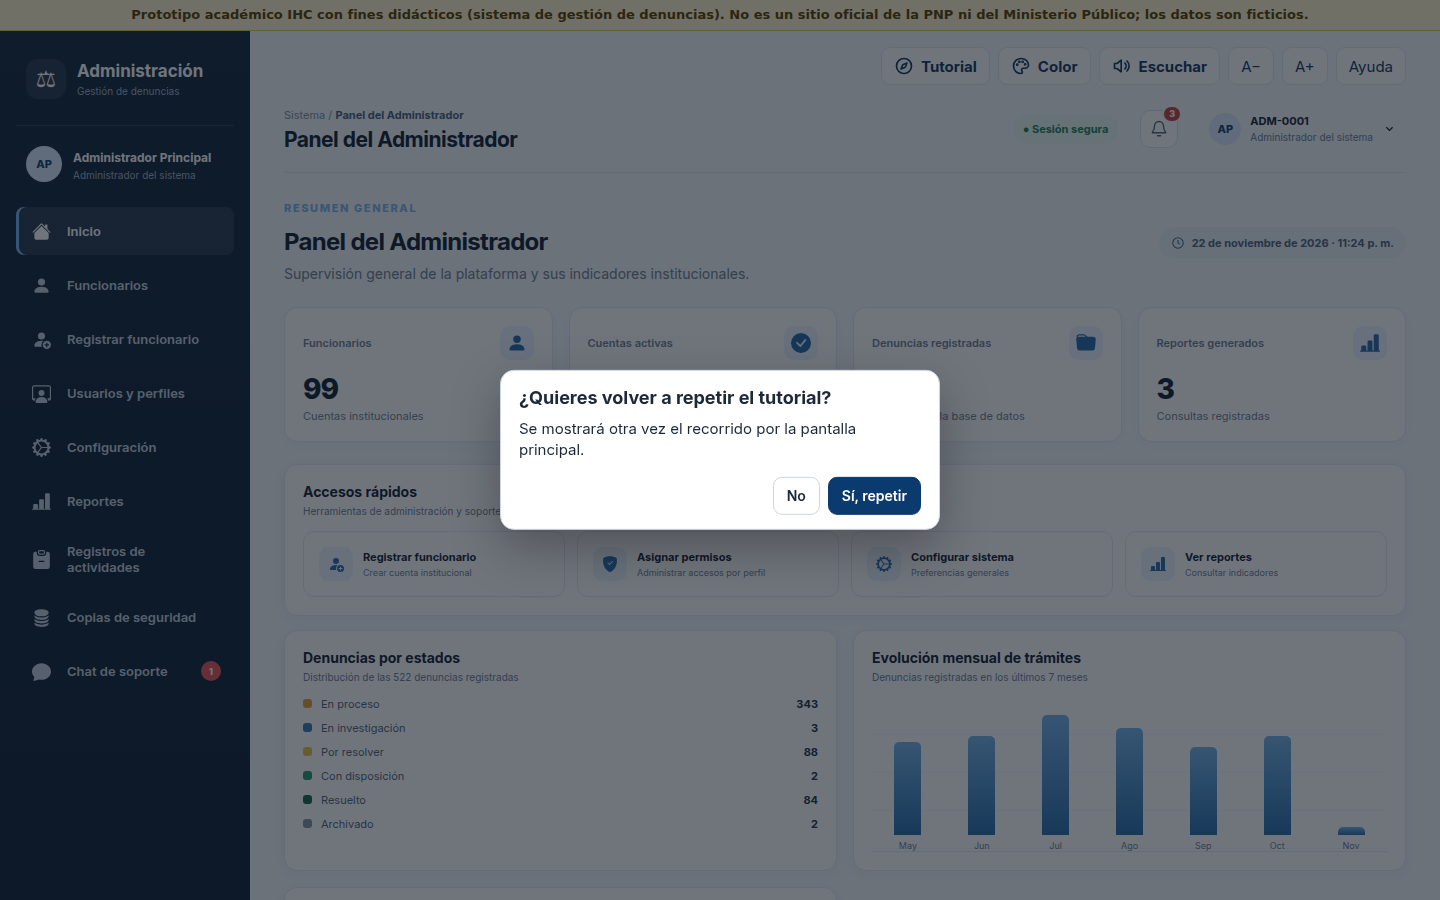 Prototipo académico IHC con fines didácticos (sistema de gestión de denuncias). No es un sitio oficial de la PNP ni del Ministerio Público; los datos son ficticios.
Administración
Gestión de denuncias
AP
Administrador Principal
Administrador del sistema
Inicio
Funcionarios
Registrar funcionario
Usuarios y perfiles
Configuración
Reportes
Registros de
actividades
Copias de seguridad
Chat de soporte
1
Tutorial
Color
Escuchar
A−
A+
Ayuda
Sistema / Panel del Administrador
Panel del Administrador
Sesión segura
3
AP
ADM-0001
Administrador del sistema
RESUMEN GENERAL
Panel del Administrador
22 de noviembre de 2026 · 11:24 p. m.
Supervisión general de la plataforma y sus indicadores institucionales.
Funcionarios
99
Cuentas institucionales
Cuentas activas
Denuncias registradas
la base de datos
Reportes generados
3
Consultas registradas
¿Quieres volver a repetir el tutorial?
Se mostrará otra vez el recorrido por la pantalla
principal.
No
Sí, repetir
Accesos rápidos
Herramientas de administración y soporte
Registrar funcionario
Crear cuenta institucional
Asignar permisos
Administrar accesos por perfil
Configurar sistema
Preferencias generales
Ver reportes
Consultar indicadores
Denuncias por estados
Distribución de las 522 denuncias registradas
En proceso 343
En investigación 3
Por resolver 88
Con disposición 2
Resuelto 84
Archivado 2
Evolución mensual de trámites
Denuncias registradas en los últimos 7 meses
May Jun Jul Ago Sep Oct Nov